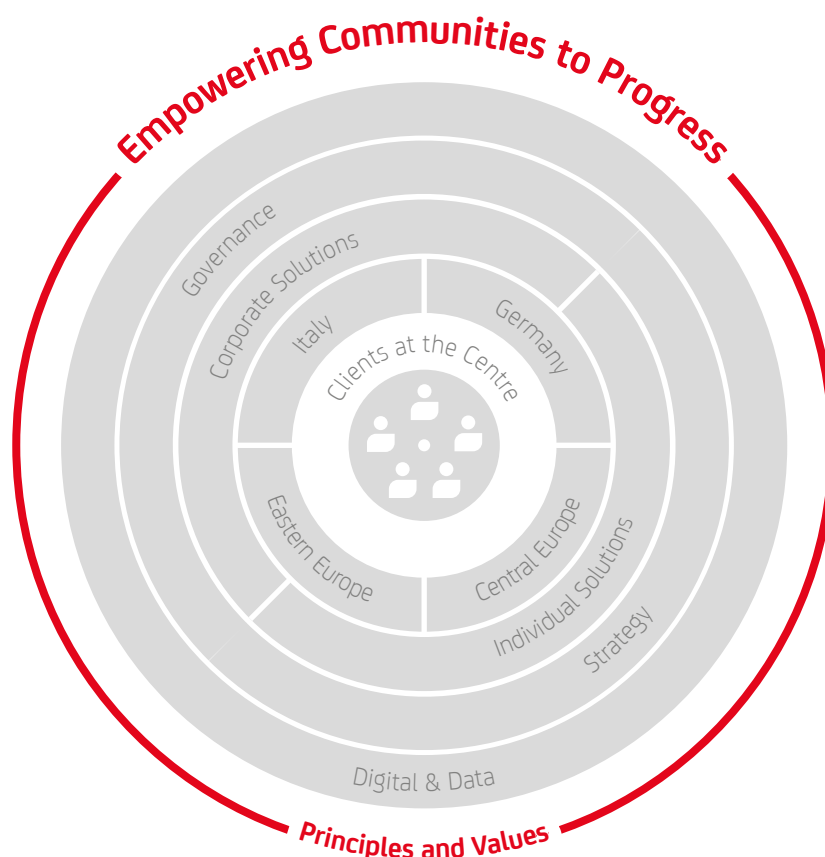 Empowering Communities to Progress
Governance
Corporate Solutions
Italy
Germany
Clients at the Centre
Eastern Europe
Central Europe
Individual Solutions
Strategy
Digital & Data
Principles and Values